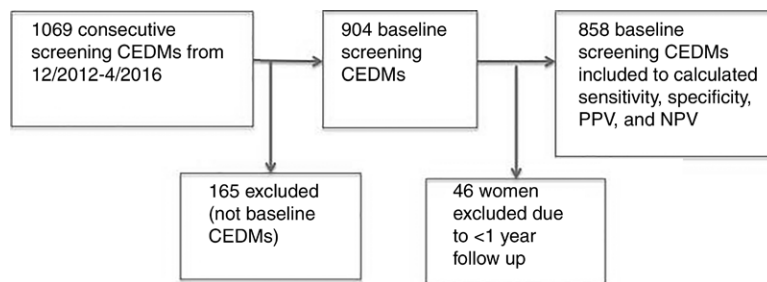 1069 consecutive
screening CEDMs from
12/2012-4/2016
904 baseline
screening
CEDMs
858 baseline
screening CEDMs
included to calculated
sensitivity, specificity,
PPV, and NPV
165 excluded
(not baseline
CEDMs)
46 women
excluded due
to <1 year
follow up